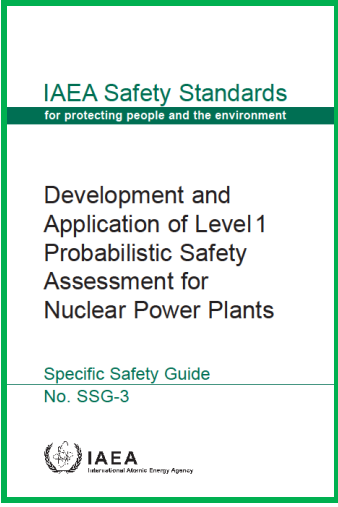 IAEA Safety Standards
for protecting people and the environment
Development and
Application of Level 1
Probabilistic Safety
Assessment for
Nuclear Power Plants
Specific Safety Guide
No. SSG-3
IAEA
International Atomic Energy Agency